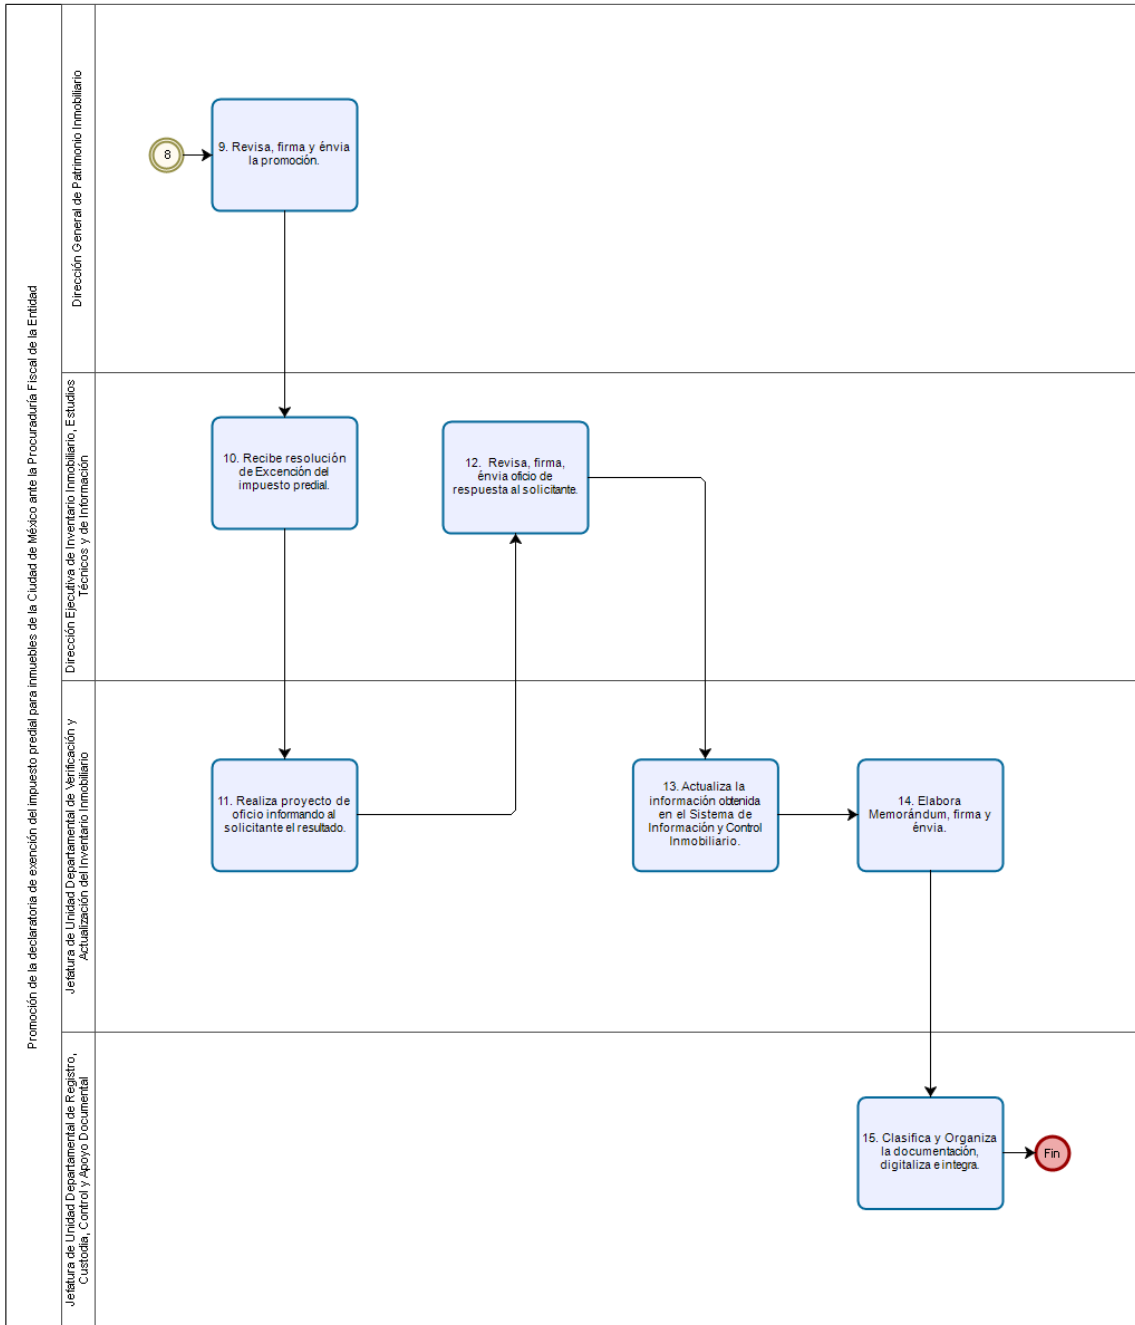 Promoción de la declaratoria de exención del impuesto predial para inmuebles de la Ciudad de México ante la Procuraduría Fiscal de la Entidad
Dirección General de Patrimonio Inmobiliario
8
9. Revisa, firma y énvia
la promoción.
Dirección Ejecutiva de Inventario Inmobiliario, Estudios
Técnicos y de Información
10. Recibe resolución
de Excención del
impuesto predial.
12. Revisa, firma,
énvia oficio de
respuesta al solicitante.
Jefatura de Unidad Departamental de Verificación y
Actualización del Inventario Inmobiliario
11. Realiza proyecto de
oficio informando al
solicitante el resultado.
13. Actualiza la
información obtenida
en el Sistema de
Información y Control
Inmobiliario.
14. Elabora
Memorándum, firma y
énvia.
Jefatura de Unidad Departamental de Registro,
Custodia, Control y Apoyo Documental
15. Clasifica y Organiza
la documentación,
digitaliza e integra.
Fin